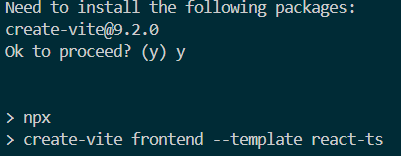 Need to install the following packages:
create-vite@9.2.0
Ok to proceed? (y) y
> npx
> create-vite frontend --template react-ts